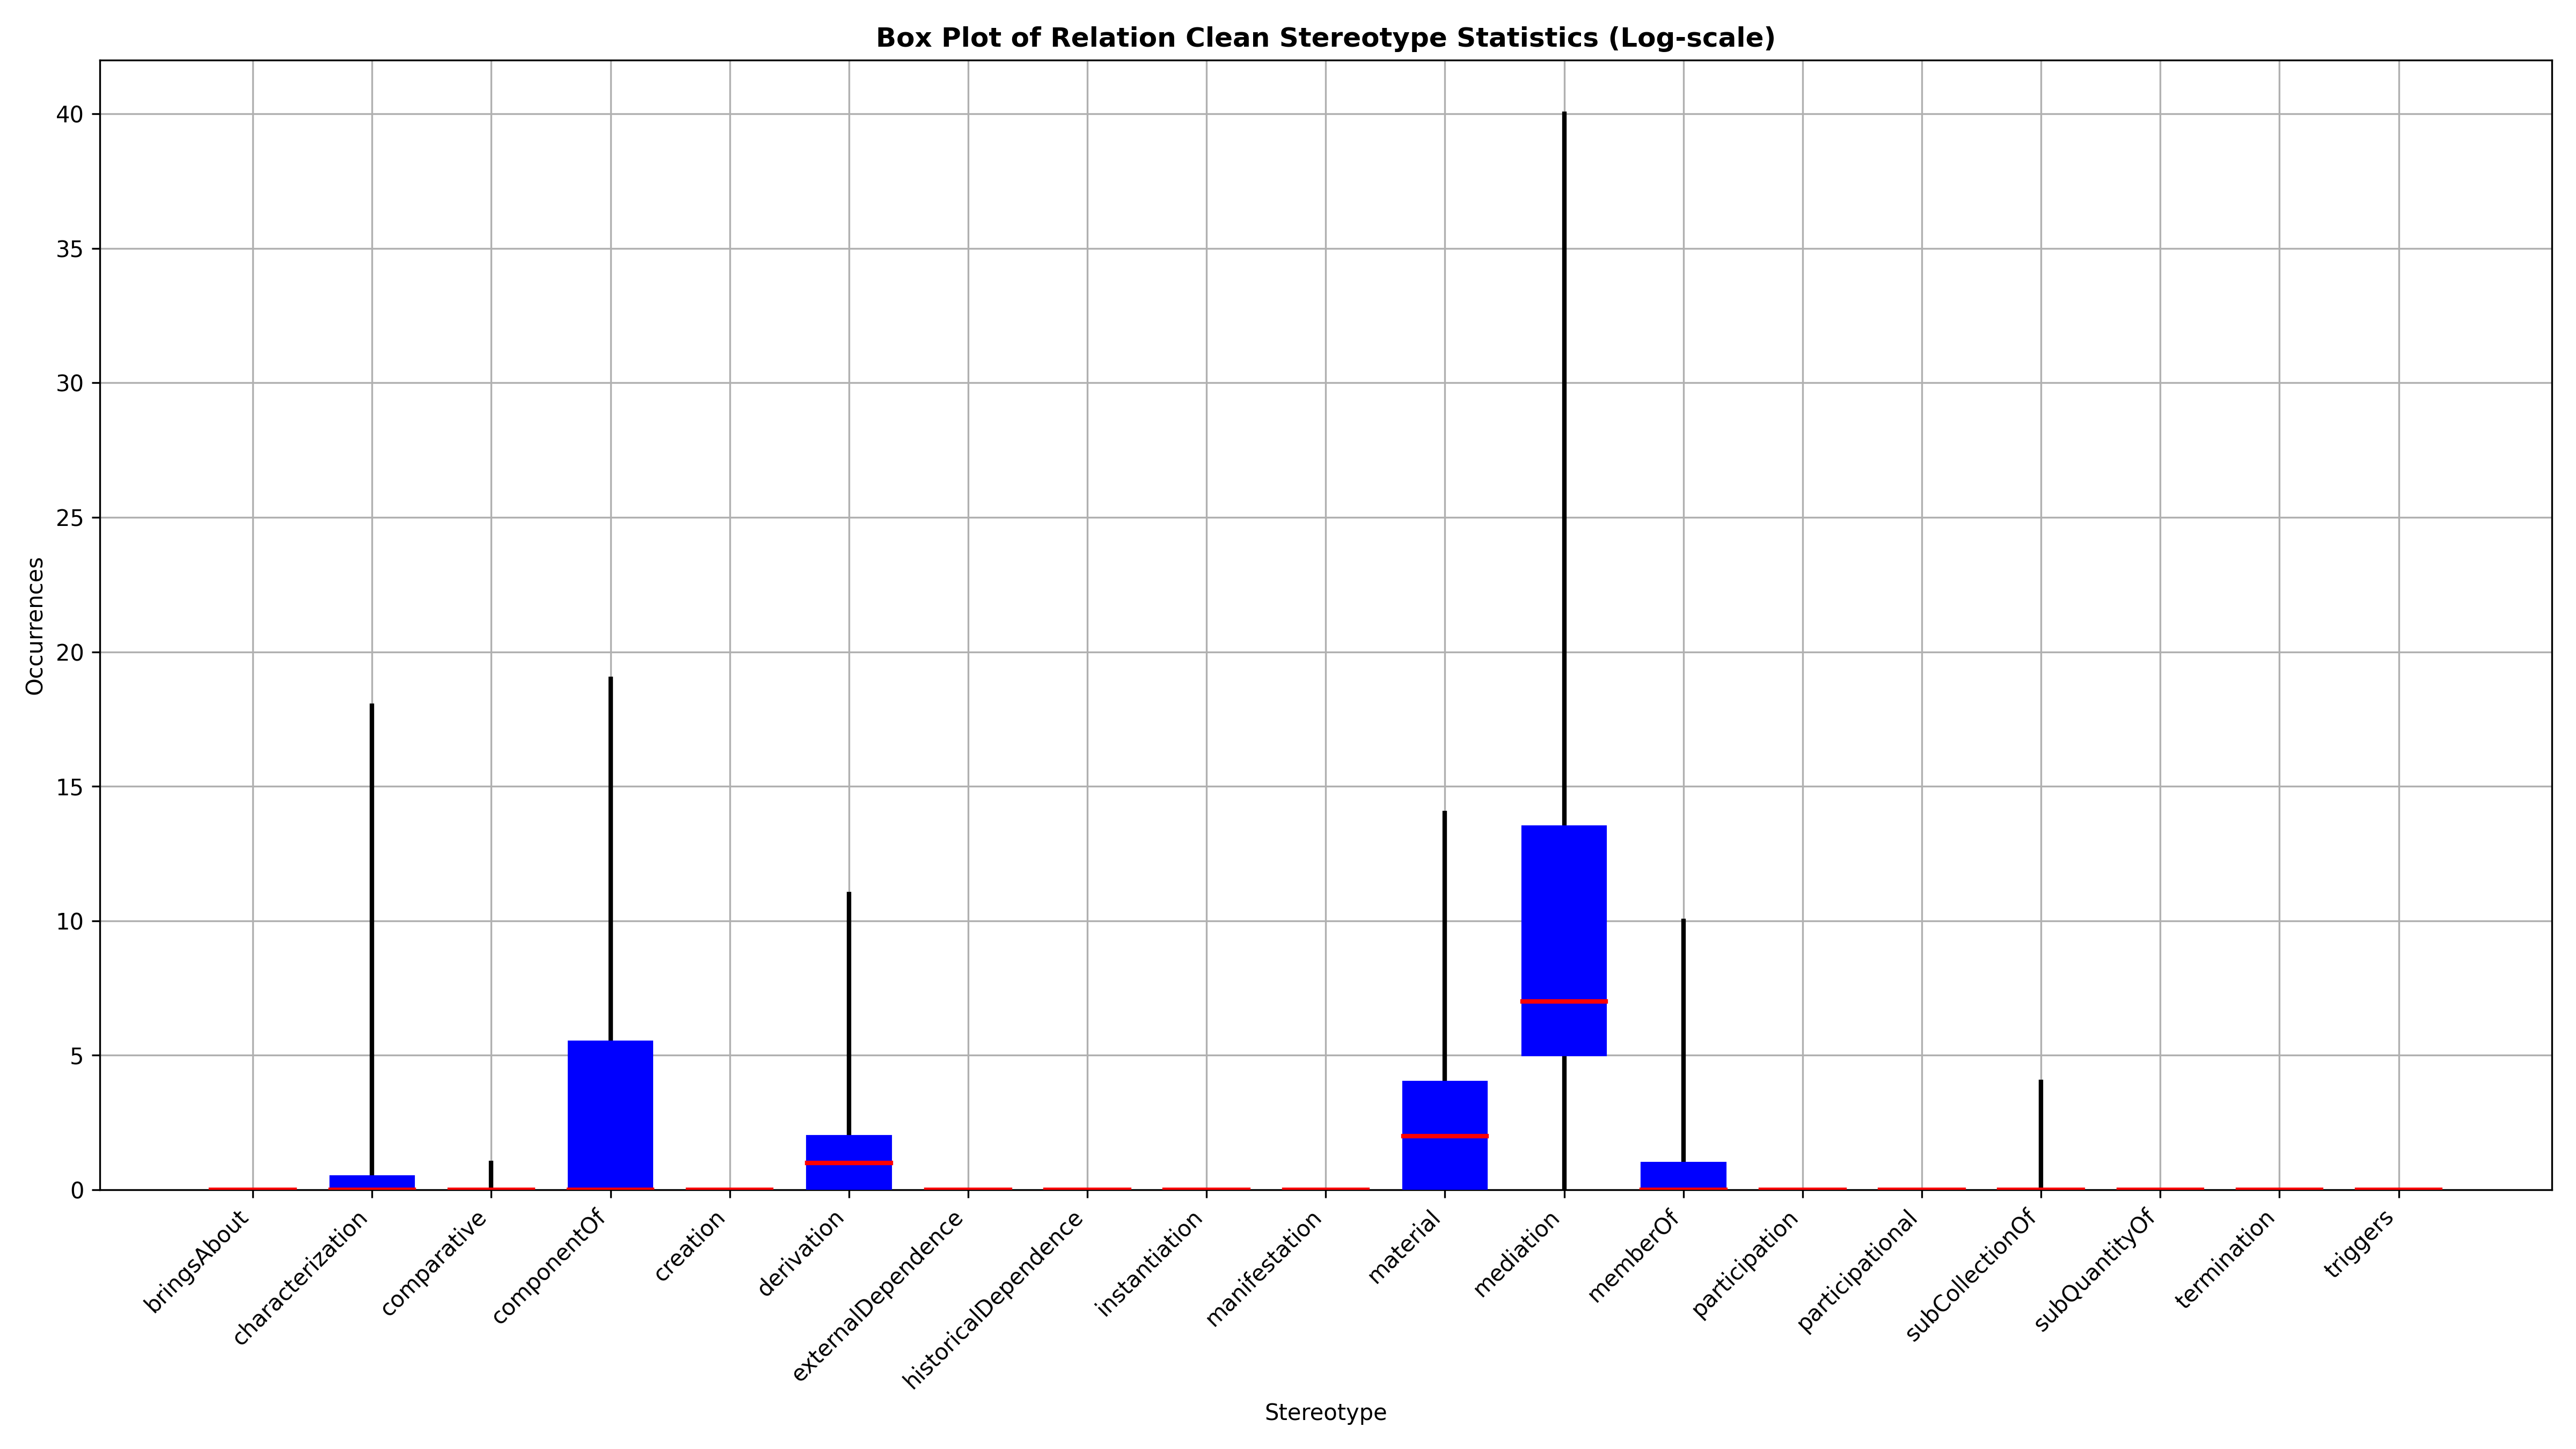 Box Plot of Relation Clean Stereotype Statistics (Log-scale)
40
35
30
25
20
15
10
5
0
Occurrences
bringsAbout
characterization
comparative
componentOf
creation
derivation
externalDependence
historicalDependence
instantiation
manifestation
material
mediation
memberOf
participation
participational
subCollectionOf
subQuantityOf
termination
triggers
Stereotype